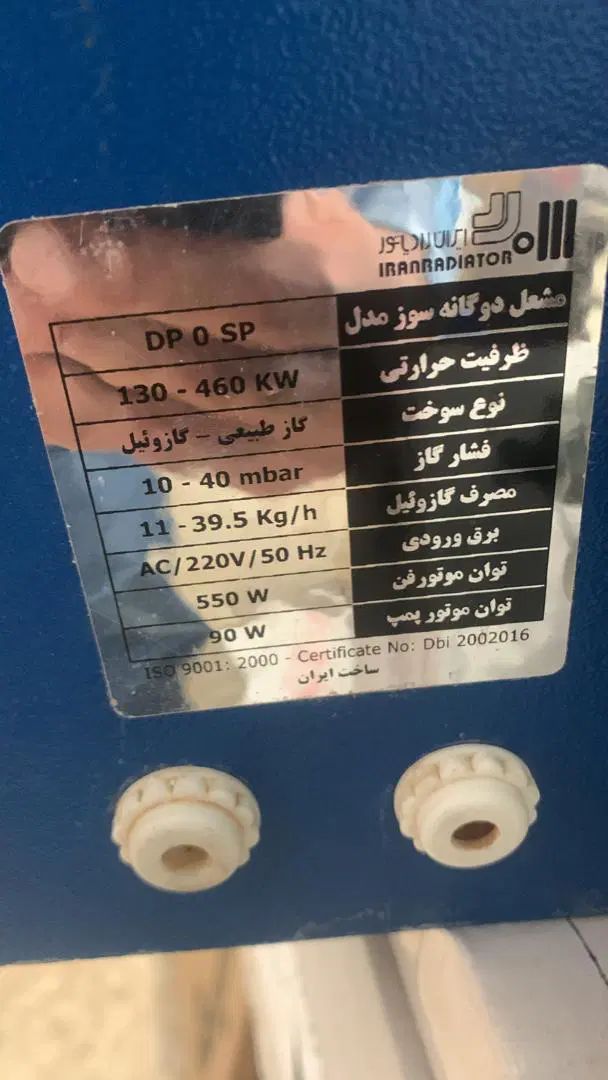 ایران رادیاتور
IRANRADIATOR
مشعل دوگانه سوز مدل DP 0 SP
ظرفیت حرارتی 130 - 460 KW
نوع سوخت گاز طبیعی - گازوئیل
فشار گاز 10 - 40 mbar
مصرف گازوئیل 11 - 39.5 Kg/h
برق ورودی AC/220V/50 Hz
توان موتور فن 550 W
توان موتور پمپ 90 W
ISO 9001: 2000 - Certificate No: Dbi 2002016
ساخت ایران